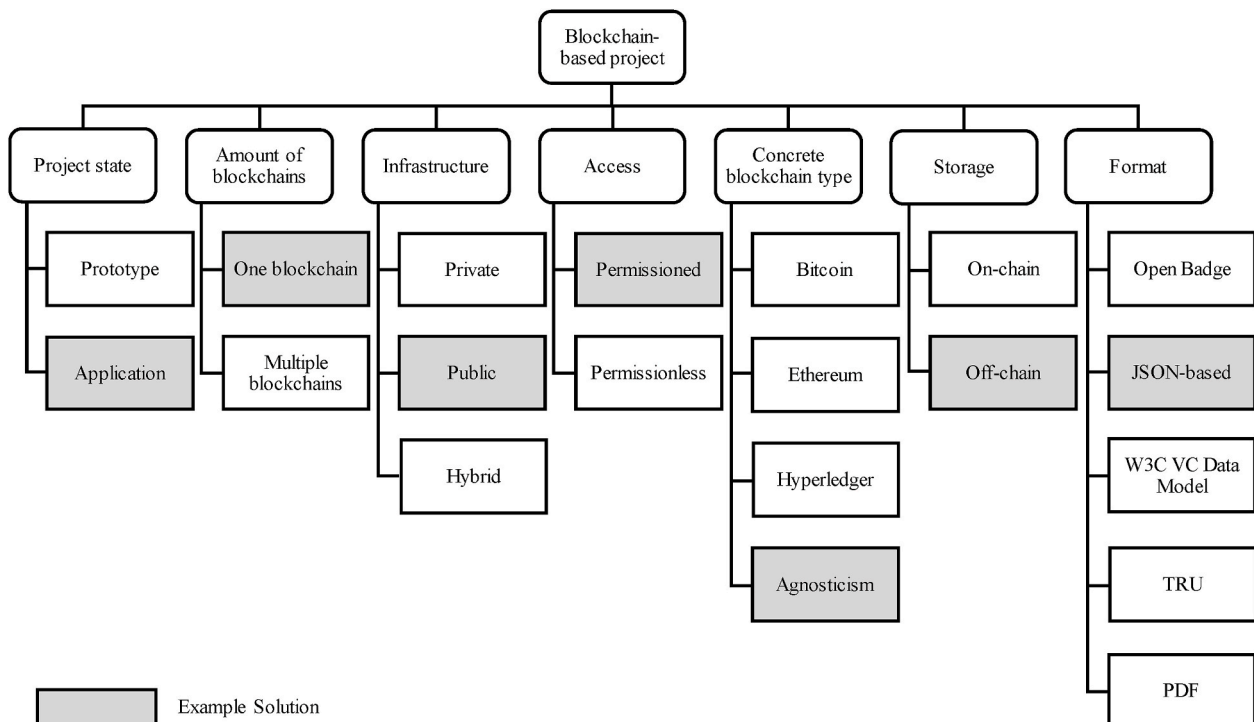 Blockchain-
based project
Project state
Amount of
blockchains
Infrastructure
Access
Concrete
blockchain type
Storage
Format
Prototype
One blockchain
Private
Permissioned
Bitcoin
On-chain
Open Badge
Application
Multiple
blockchains
Public
Permissionless
Ethereum
Off-chain
JSON-based
Hybrid
Hyperledger
W3C VC Data
Model
Agnosticism
TRU
PDF
Example Solution